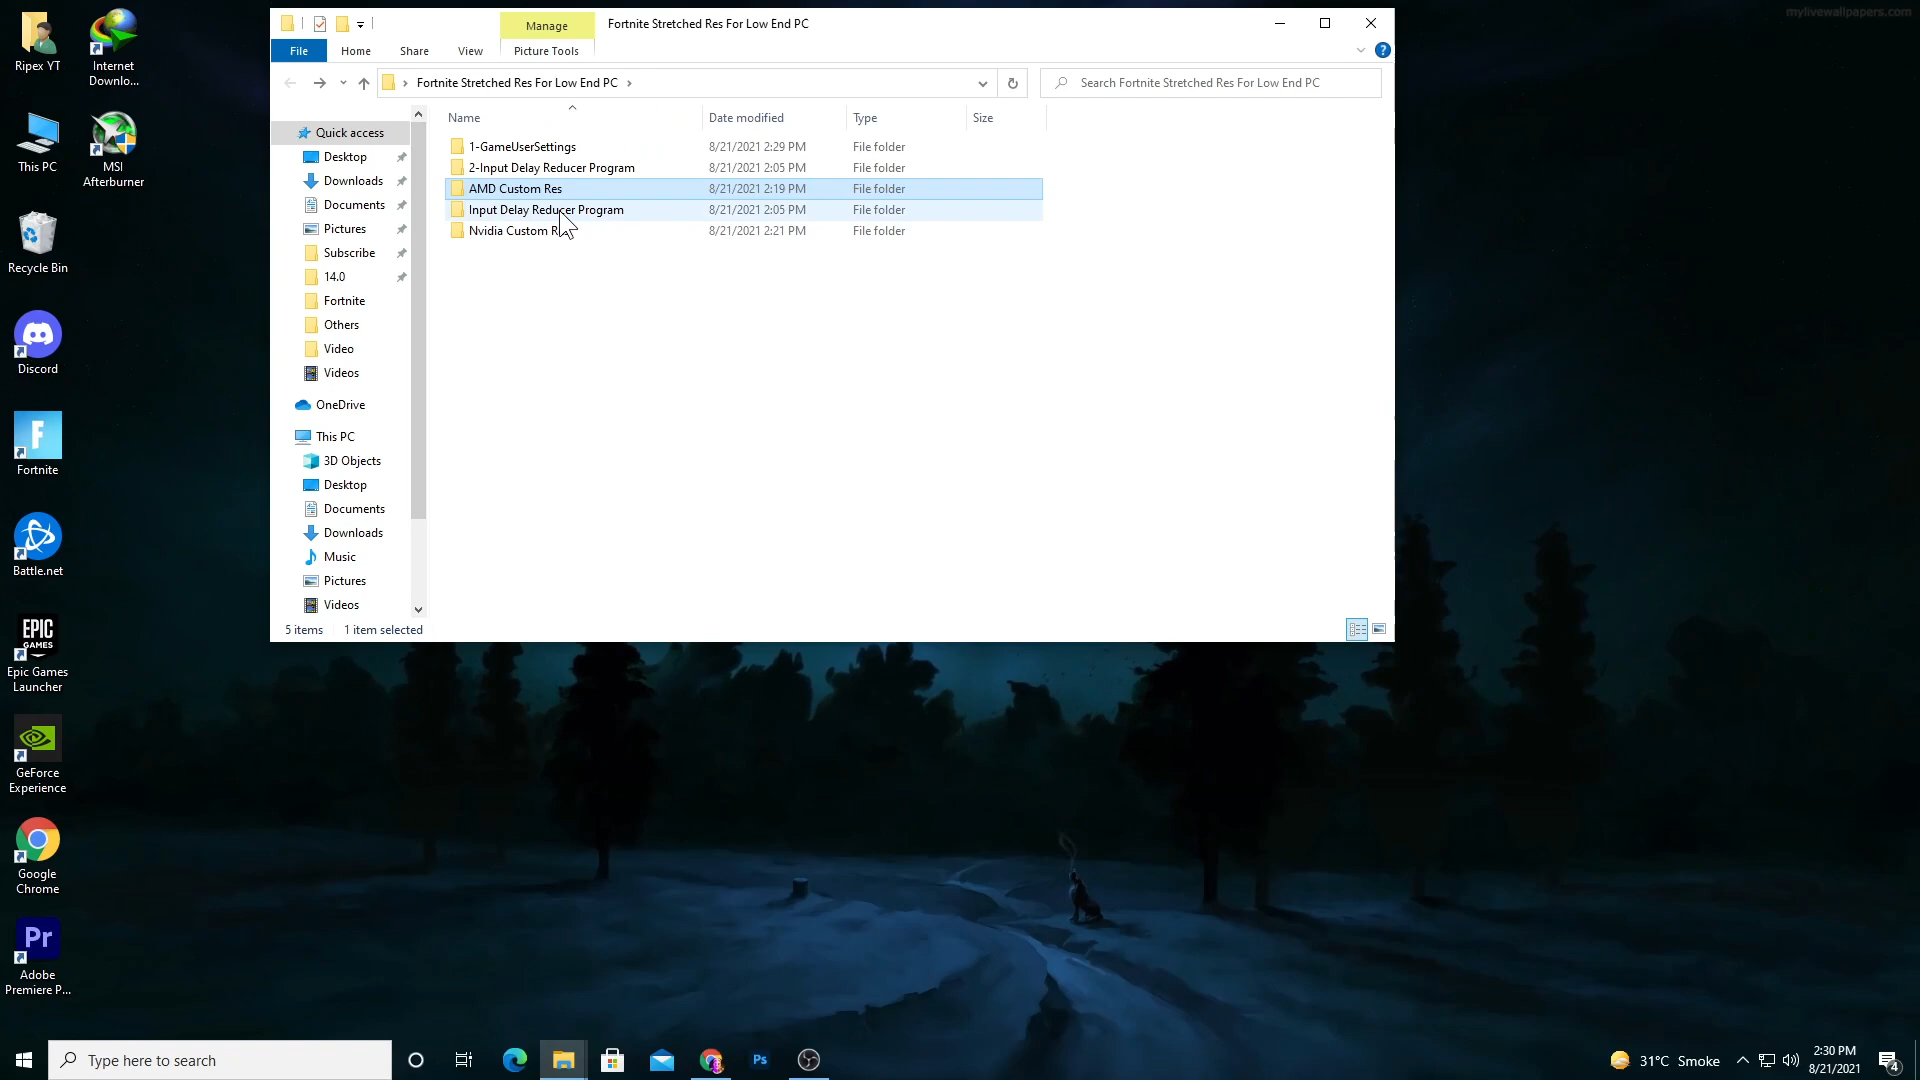 mylivewallpapers.com
Manage
Fortnite Stretched Res For Low End PC
File
Home
Share
View
Picture Tools
Fortnite Stretched Res For Low End PC
Search Fortnite Stretched Res For Low End PC
Name
Date modified
Type
Size
1-GameUserSettings
8/21/2021 2:29 PM
File folder
2-Input Delay Reducer Program
8/21/2021 2:05 PM
File folder
AMD Custom Res
8/21/2021 2:19 PM
File folder
Input Delay Reducer Program
8/21/2021 2:05 PM
File folder
Nvidia Custom
8/21/2021 2:21 PM
File folder
Quick access
Desktop
Downloads
Documents
Pictures
Subscribe
14.0
Fortnite
Others
Video
Videos
OneDrive
This PC
3D Objects
Desktop
Documents
Downloads
Music
Pictures
Videos
5 items
1 item selected
Ripex YT
Internet
Downlo...
This PC
MSI
Afterburner
Recycle Bin
Discord
Fortnite
Battle.net
EPIC
GAMES
Epic Games
Launcher
GeForce
Experience
Google
Chrome
Pr
Adobe
Premiere P...
Type here to search
Ps
31°C Smoke
2:30 PM
8/21/2021
4